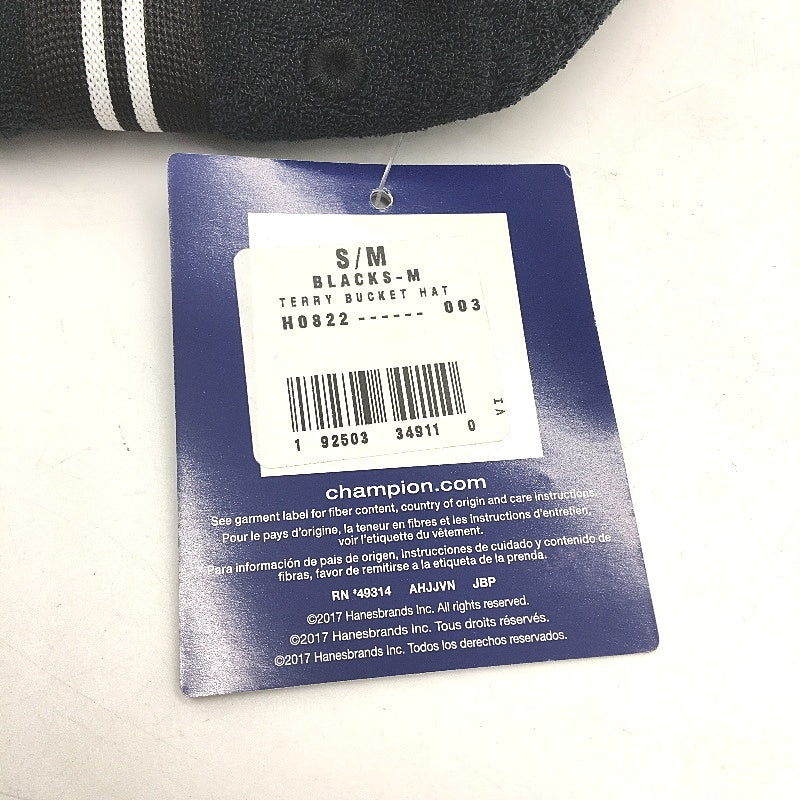 S/M
BLACKS-M
TERRY BUCKET HAT
H0822 ------ 003
IA
1 92503 34911 0
champion.com
See garment label for fiber content, country of origin and care instructions.
Pour le pays d'origine, la teneur en fibres et les instructions d'entretien,
voir l'etiquette du vêtement.
Para información de pais de origen, instrucciones de cuidado y contenido de
fibras, favor de remitirse a la etiqueta de la prenda.
RN *49314 AHJJVN JBP
©2017 Hanesbrands Inc. All rights reserved.
©2017 Hanesbrands Inc. Tous droits réservés.
©2017 Hanesbrands Inc. Todos los derechos reservados.